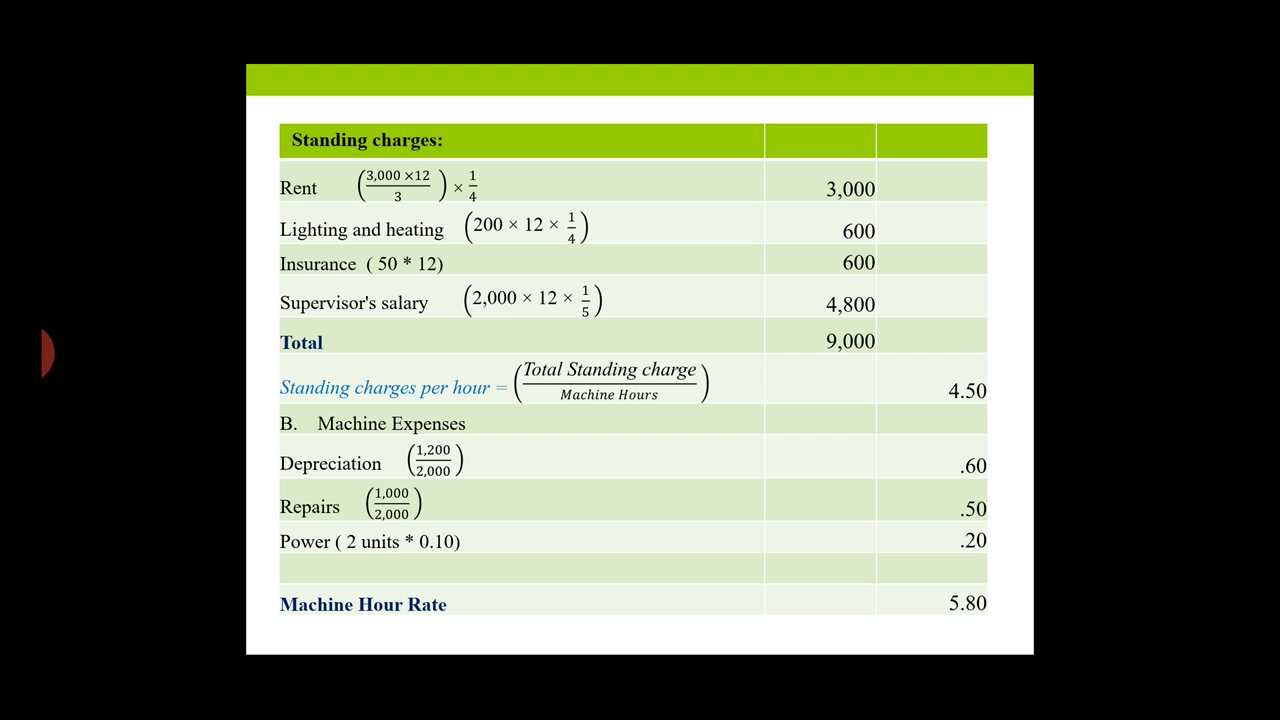 Standing charges:
Rent (3,000 ×12 / 3) × 1/4 3,000
Lighting and heating (200 × 12 × 1/4) 600
Insurance ( 50 * 12) 600
Supervisor's salary (2,000 × 12 × 1/5) 4,800
Total 9,000
Standing charges per hour = (Total Standing charge / Machine Hours) 4.50
B. Machine Expenses
Depreciation (1,200 / 2,000) .60
Repairs (1,000 / 2,000) .50
Power ( 2 units * 0.10) .20
Machine Hour Rate 5.80